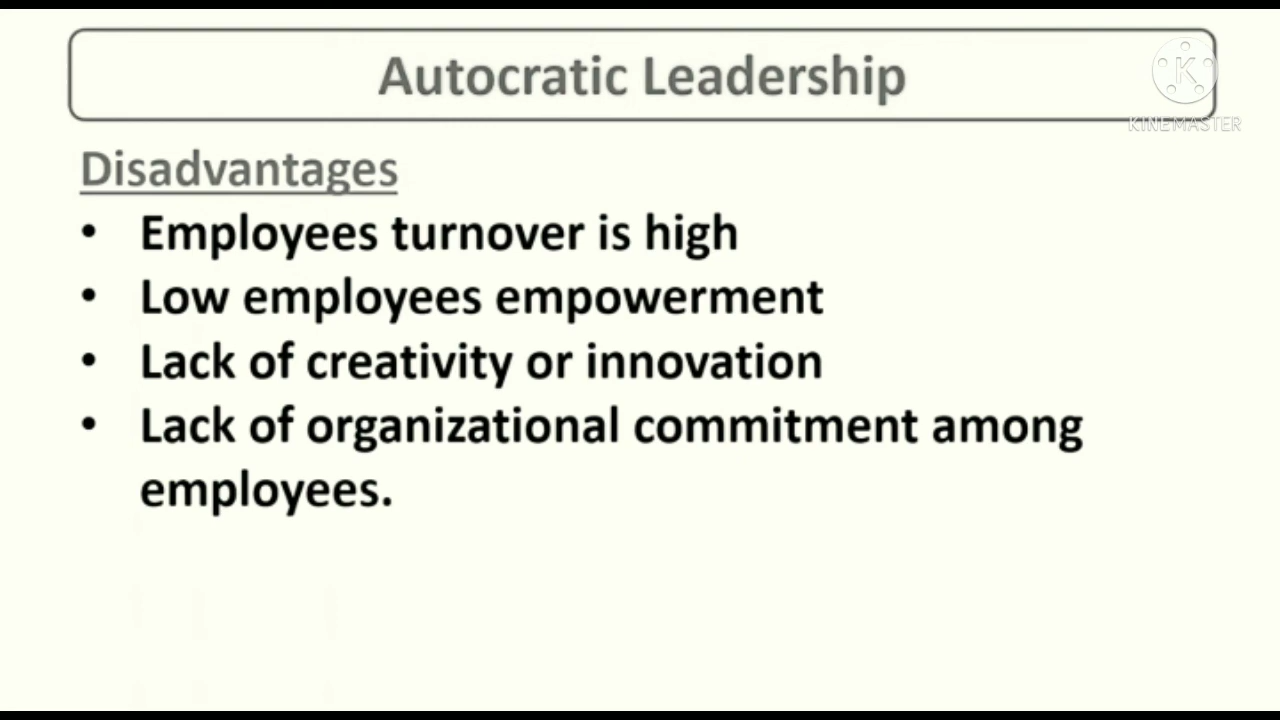 Autocratic Leadership
K
KINEMASTER
Disadvantages
• Employees turnover is high
• Low employees empowerment
• Lack of creativity or innovation
• Lack of organizational commitment among
employees.